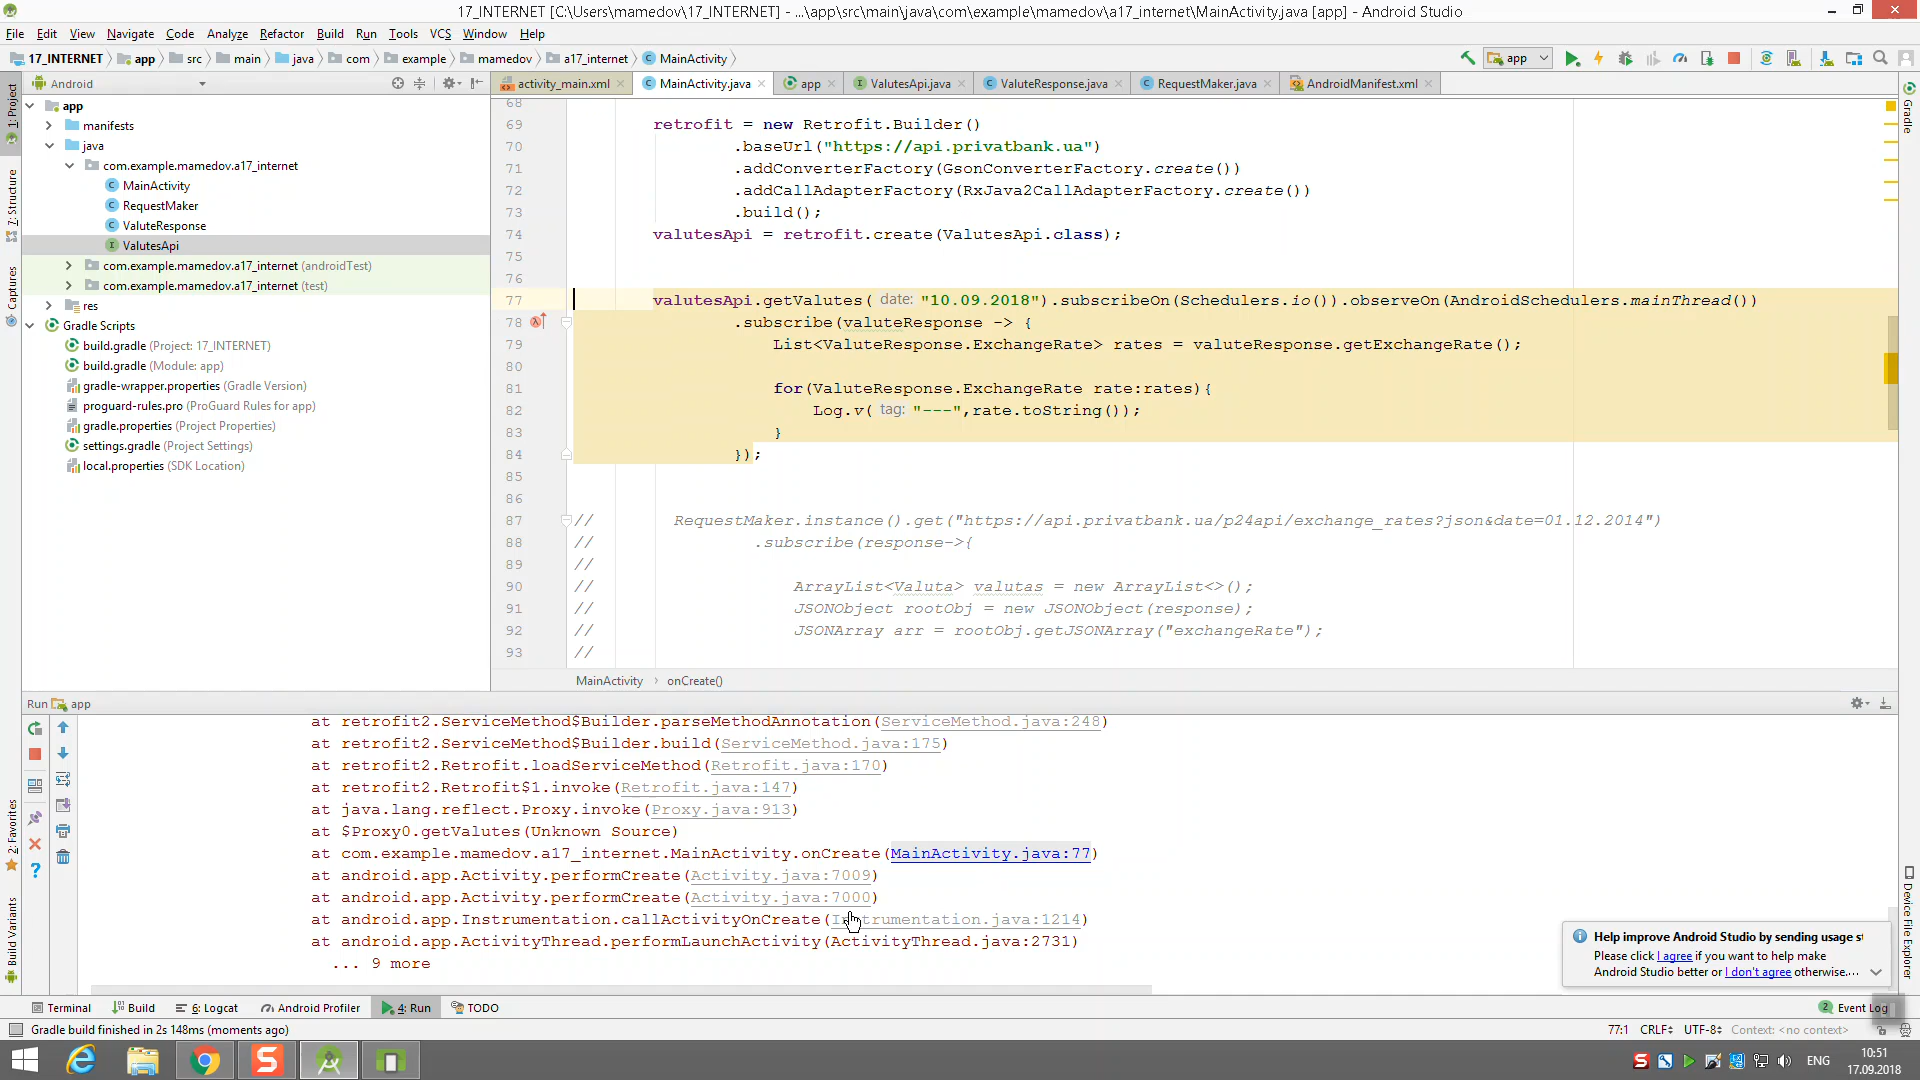 17_INTERNET [C:\Users\mamedov\17_INTERNET] - ...\app\src\main\java\com\example\mamedov\a17_internet\MainActivity.java [app] - Android Studio
File Edit View Navigate Code Analyze Refactor Build Run Tools VCS Window Help
17_INTERNET app src main java com example mamedov a17_internet MainActivity app
Android activity_main.xml MainActivity.java app ValutesApi.java ValuteResponse.java RequestMaker.java AndroidManifest.xml
1: Project
7: Structure
Captures
2: Favorites
Build Variants
Gradle
Device File Explorer
app
manifests
java
com.example.mamedov.a17_internet
MainActivity
RequestMaker
ValuteResponse
ValutesApi
com.example.mamedov.a17_internet (androidTest)
com.example.mamedov.a17_internet (test)
res
Gradle Scripts
build.gradle (Project: 17_INTERNET)
build.gradle (Module: app)
gradle-wrapper.properties (Gradle Version)
proguard-rules.pro (ProGuard Rules for app)
gradle.properties (Project Properties)
settings.gradle (Project Settings)
local.properties (SDK Location)
68
69 retrofit = new Retrofit.Builder()
70 .baseUrl("https://api.privatbank.ua")
71 .addConverterFactory(GsonConverterFactory.create())
72 .addCallAdapterFactory(RxJava2CallAdapterFactory.create())
73 .build();
74 valutesApi = retrofit.create(ValutesApi.class);
75
76
77 valutesApi.getValutes( date: "10.09.2018").subscribeOn(Schedulers.io()).observeOn(AndroidSchedulers.mainThread())
78 .subscribe(valuteResponse -> {
79 List<ValuteResponse.ExchangeRate> rates = valuteResponse.getExchangeRate();
80
81 for(ValuteResponse.ExchangeRate rate:rates){
82 Log.v( tag: "---",rate.toString());
83 }
84 });
85
86
87 // RequestMaker.instance().get("https://api.privatbank.ua/p24api/exchange_rates?json&date=01.12.2014")
88 // .subscribe(response->{
89 //
90 // ArrayList<Valuta> valutas = new ArrayList<>();
91 // JSONObject rootObj = new JSONObject(response);
92 // JSONArray arr = rootObj.getJSONArray("exchangeRate");
93 //
MainActivity › onCreate()
Run app
at retrofit2.ServiceMethod$Builder.parseMethodAnnotation(ServiceMethod.java:248)
at retrofit2.ServiceMethod$Builder.build(ServiceMethod.java:175)
at retrofit2.Retrofit.loadServiceMethod(Retrofit.java:170)
at retrofit2.Retrofit$1.invoke(Retrofit.java:147)
at java.lang.reflect.Proxy.invoke(Proxy.java:913)
at $Proxy0.getValutes(Unknown Source)
at com.example.mamedov.a17_internet.MainActivity.onCreate(MainActivity.java:77)
at android.app.Activity.performCreate(Activity.java:7009)
at android.app.Activity.performCreate(Activity.java:7000)
at android.app.Instrumentation.callActivityOnCreate(Instrumentation.java:1214)
at android.app.ActivityThread.performLaunchActivity(ActivityThread.java:2731)
... 9 more
Help improve Android Studio by sending usage st
Please click I agree if you want to help make
Android Studio better or I don't agree otherwise....
Terminal Build 6: Logcat Android Profiler 4: Run TODO 2 Event Log
Gradle build finished in 2s 148ms (moments ago) 77:1 CRLF UTF-8 Context: <no context>
ENG 10:51
17.09.2018